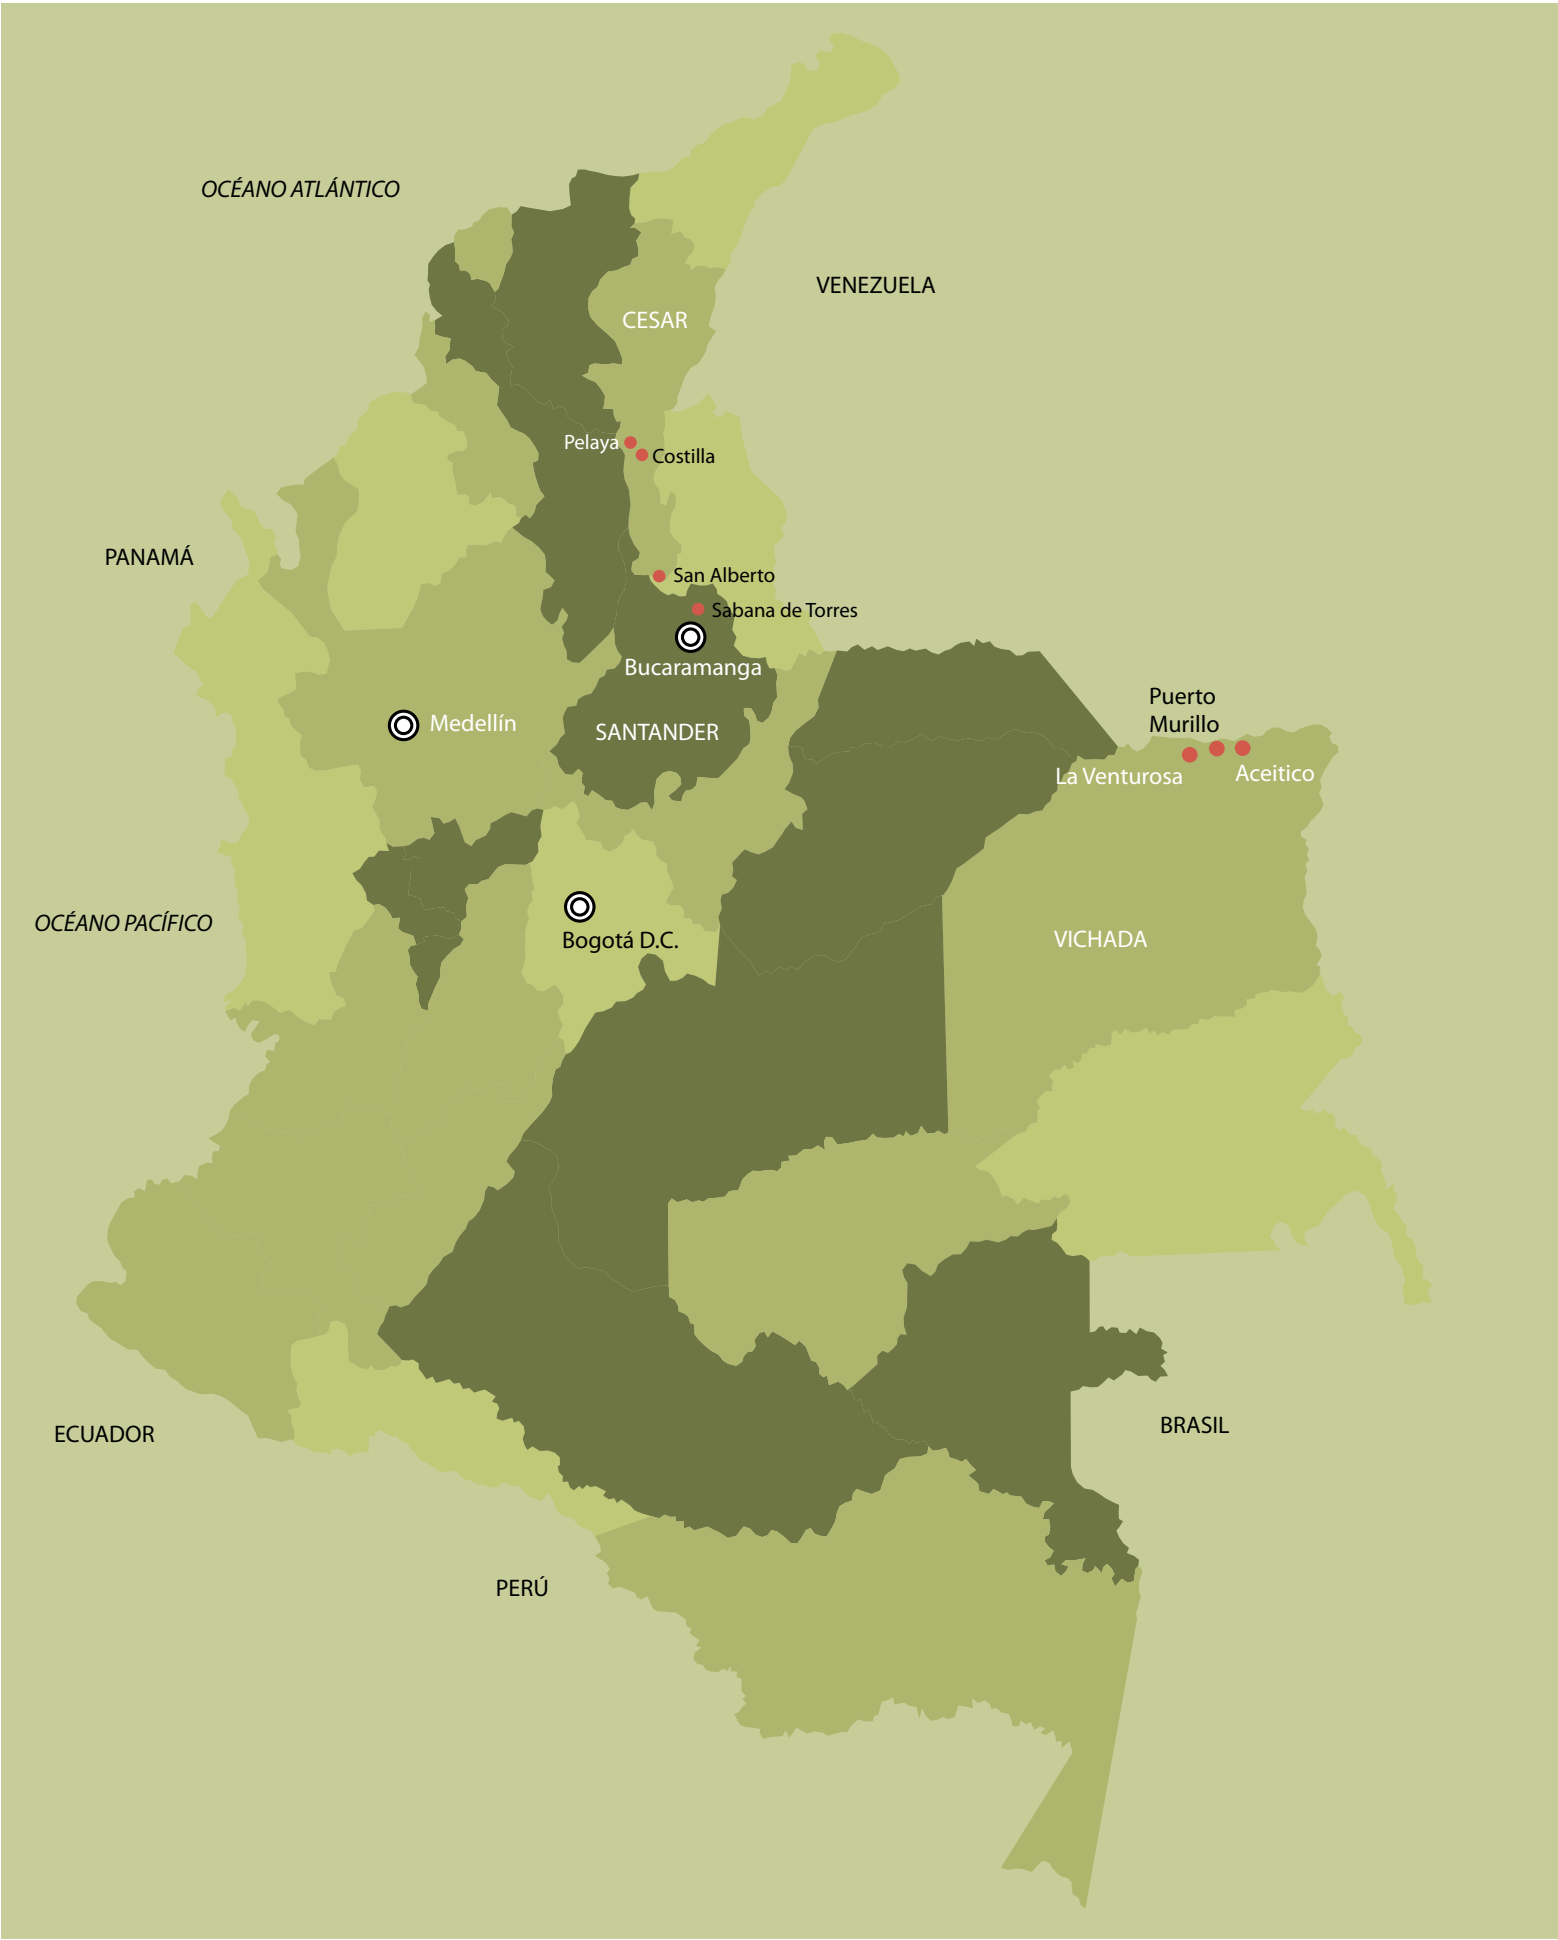 OCÉANO ATLÁNTICO
VENEZUELA
CESAR
Pelaya
Costilla
PANAMÁ
San Alberto
Sabana de Torres
Bucaramanga
Medellín
SANTANDER
Puerto
Murillo
La Venturosa
Aceitico
OCÉANO PACÍFICO
Bogotá D.C.
VICHADA
ECUADOR
BRASIL
PERÚ